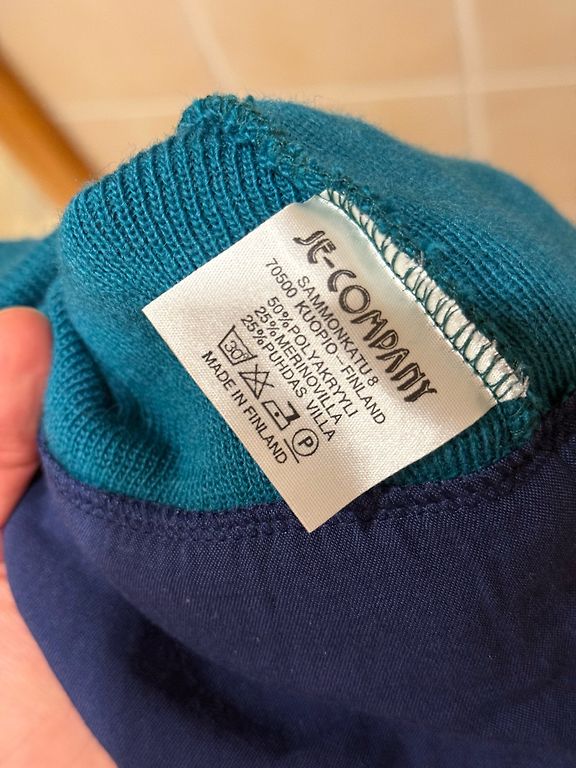 JE-COMPANY
SAMMONKATU 8
70500 KUOPIO-FINLAND
50% POLYAKRYYLI
25% MERINOVILLA
25% PUHDAS VILLA
30 P
MADE IN FINLAND